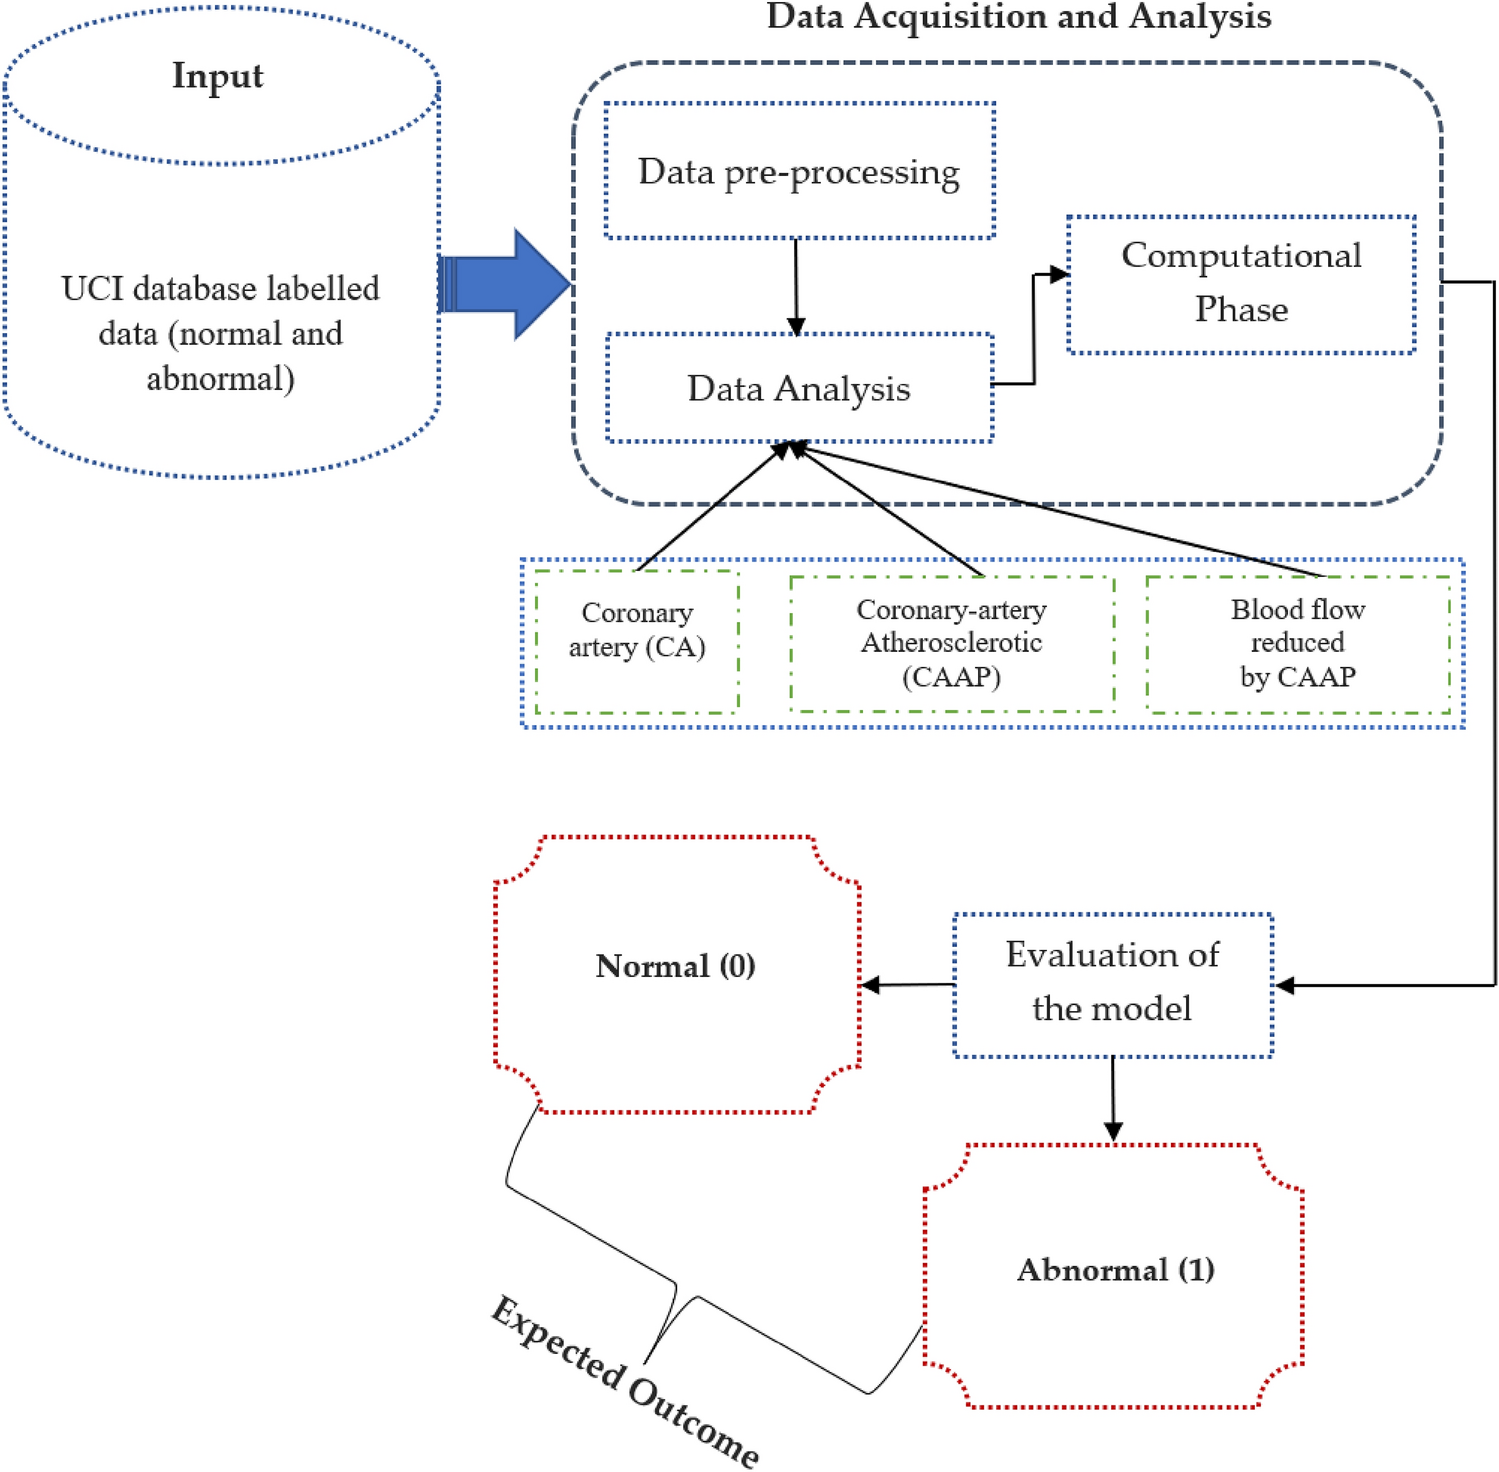 Data Acquisition and Analysis
Input
UCI database labelled
data (normal and
abnormal)
Data pre-processing
Computational
Phase
Data Analysis
Coronary
artery (CA)
Coronary-artery
Atherosclerotic
(CAAP)
Blood flow
reduced
by CAAP
Evaluation of
the model
Normal (0)
Abnormal (1)
Expected Outcome